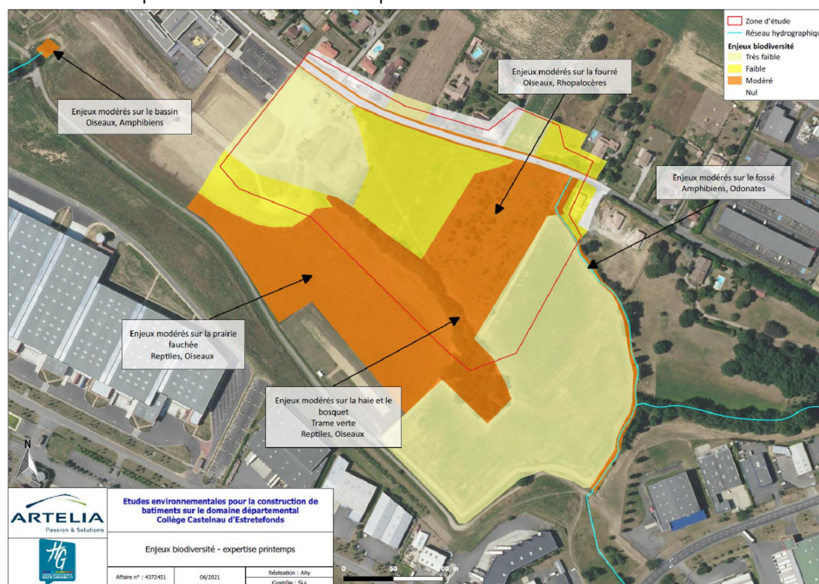 Zone d'étude
Réseau hydrographique
Enjeux biodiversité
Très faible
Faible
Modéré
Nul
Enjeux modérés sur la fourré
Oiseaux, Rhopalocères
Enjeux modérés sur le bassin
Oiseaux, Amphibiens
Enjeux modérés sur le fossé
Amphibiens, Odonates
Enjeux modérés sur la prairie
fauchée
Reptiles, Oiseaux
Enjeux modérés sur la haie et le
bosquet
Trame verte
Reptiles, Oiseaux
N
ARTELIA
Passion & Solutions
Etudes environnementales pour la construction de
batiments sur le domaine départemental
Collège Castelnau d'Estretefonds
Enjeux biodiversité - expertise printemps
Affaire n° : 4372451
06/2021
Réalisation : AMy
Contrôle : SLx
0 50 100 m